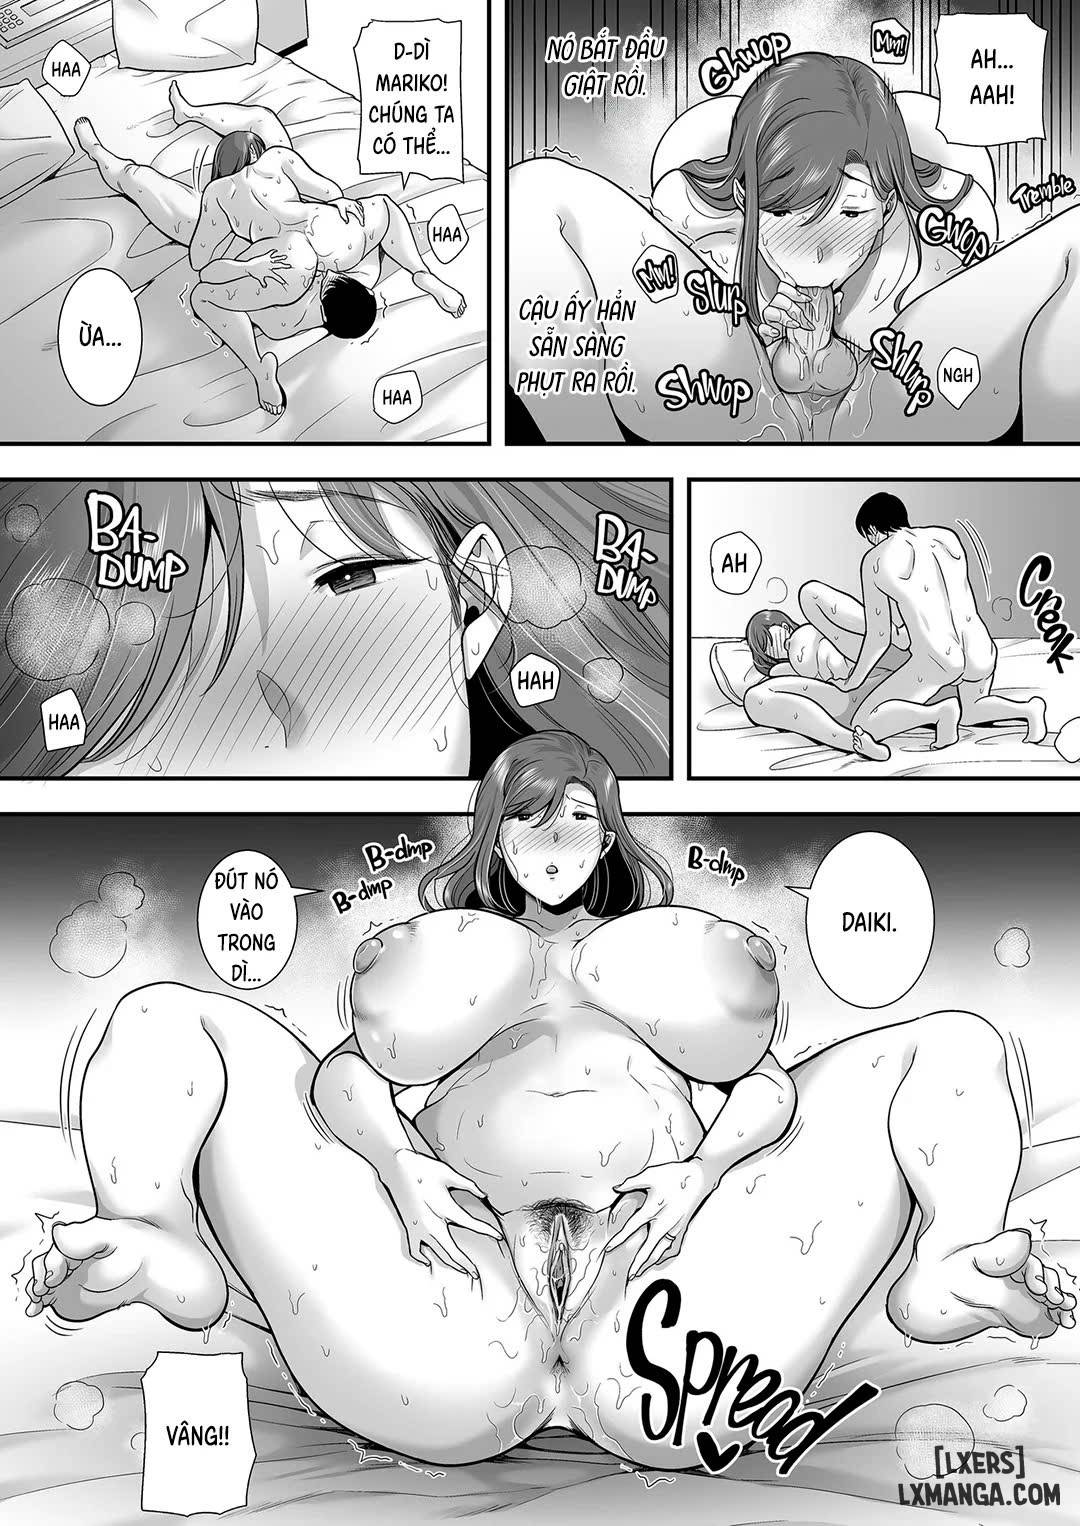 AH...
AAH!
Mm!
Ghwop
NÓ BẮT ĐẦU
GIẬT RỒI.
Tremble
Gwop
Mm!
Slurp
CẬU ẤY HẲN
SẴN SÀNG
PHỤT RA RỒI.
Shlurp
NGH
Shwop
D-DÌ
MARIKO!
CHÚNG TA
CÓ THỂ...
HAA
HAA
ỪA...
HAA
AH
Creak
BA-
DUMP
BA-
DUMP
HAH
HAA
DAIKI.
B-dmp
B-dmp
B-dmp
ĐÚT NÓ
VÀO
TRONG
DÌ...
Spread
VÂNG!!
[LXERS]
LXMANGA.COM